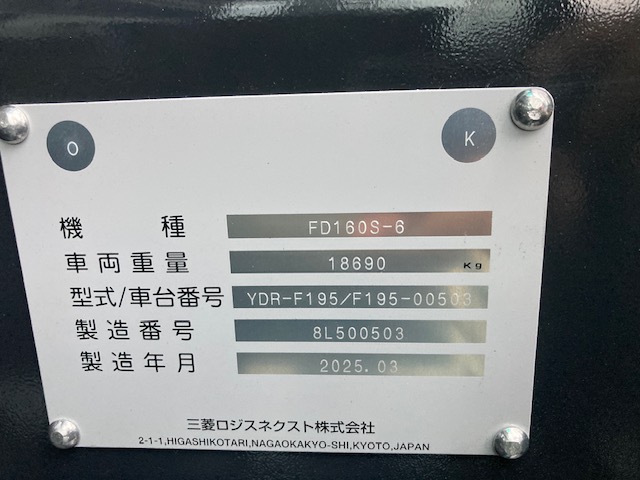 O K
機種 FD160S-6
車両重量 18690 Kg
型式/車台番号 YDR-F195/F195-00503
製造番号 8L500503
製造年月 2025.03
三菱ロジスネクスト株式会社
2-1-1,HIGASHIKOTARI,NAGAOKAKYO-SHI,KYOTO,JAPAN